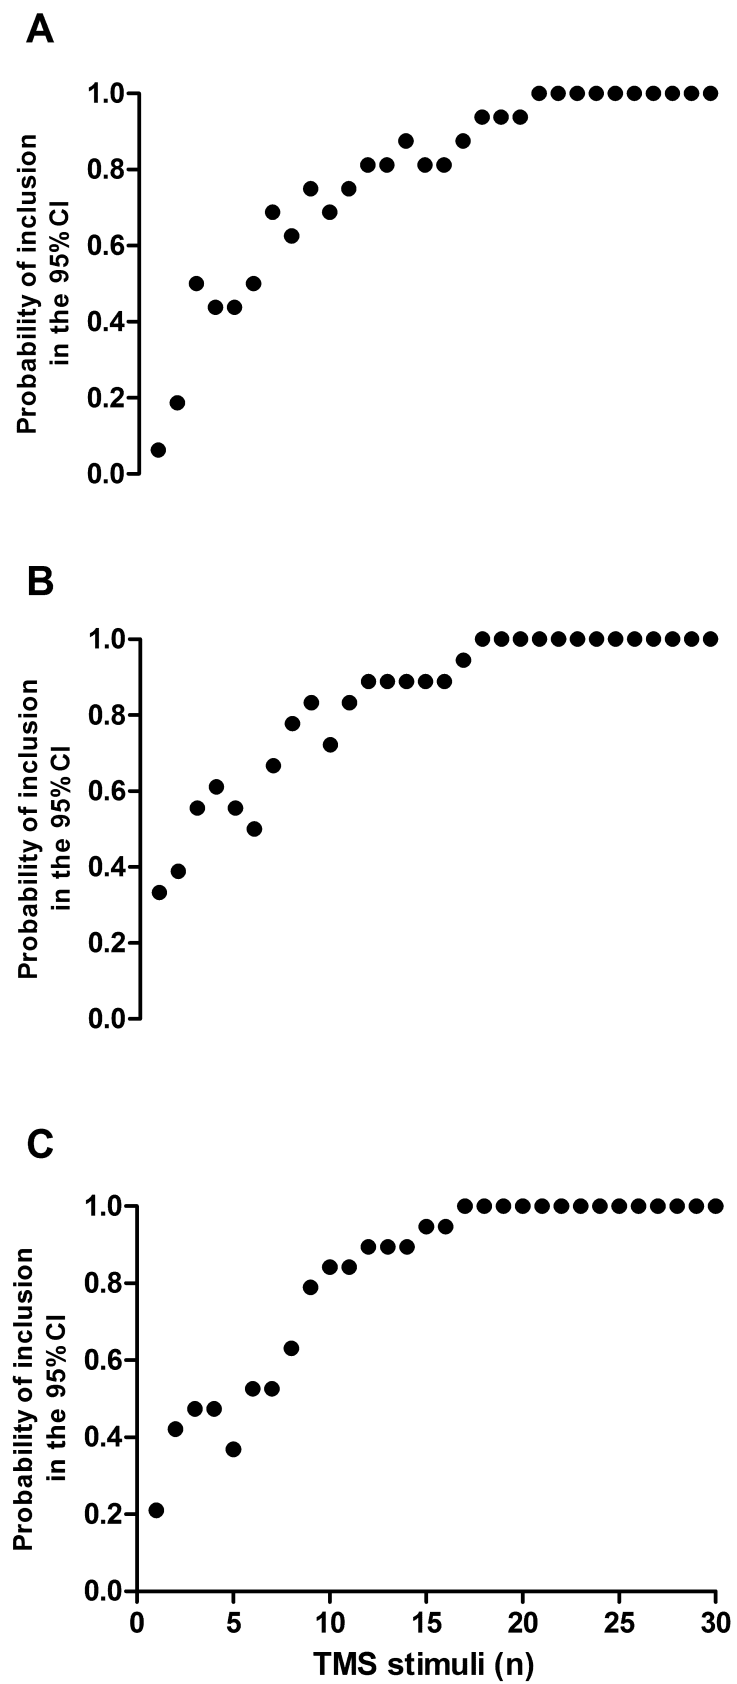 A
Probability of inclusion
in the 95%CI
1.0
0.8
0.6
0.4
0.2
0.0
B
Probability of inclusion
in the 95%CI
1.0
0.8
0.6
0.4
0.2
0.0
C
Probability of inclusion
in the 95%CI
1.0
0.8
0.6
0.4
0.2
0.0
0 5 10 15 20 25 30
TMS stimuli (n)